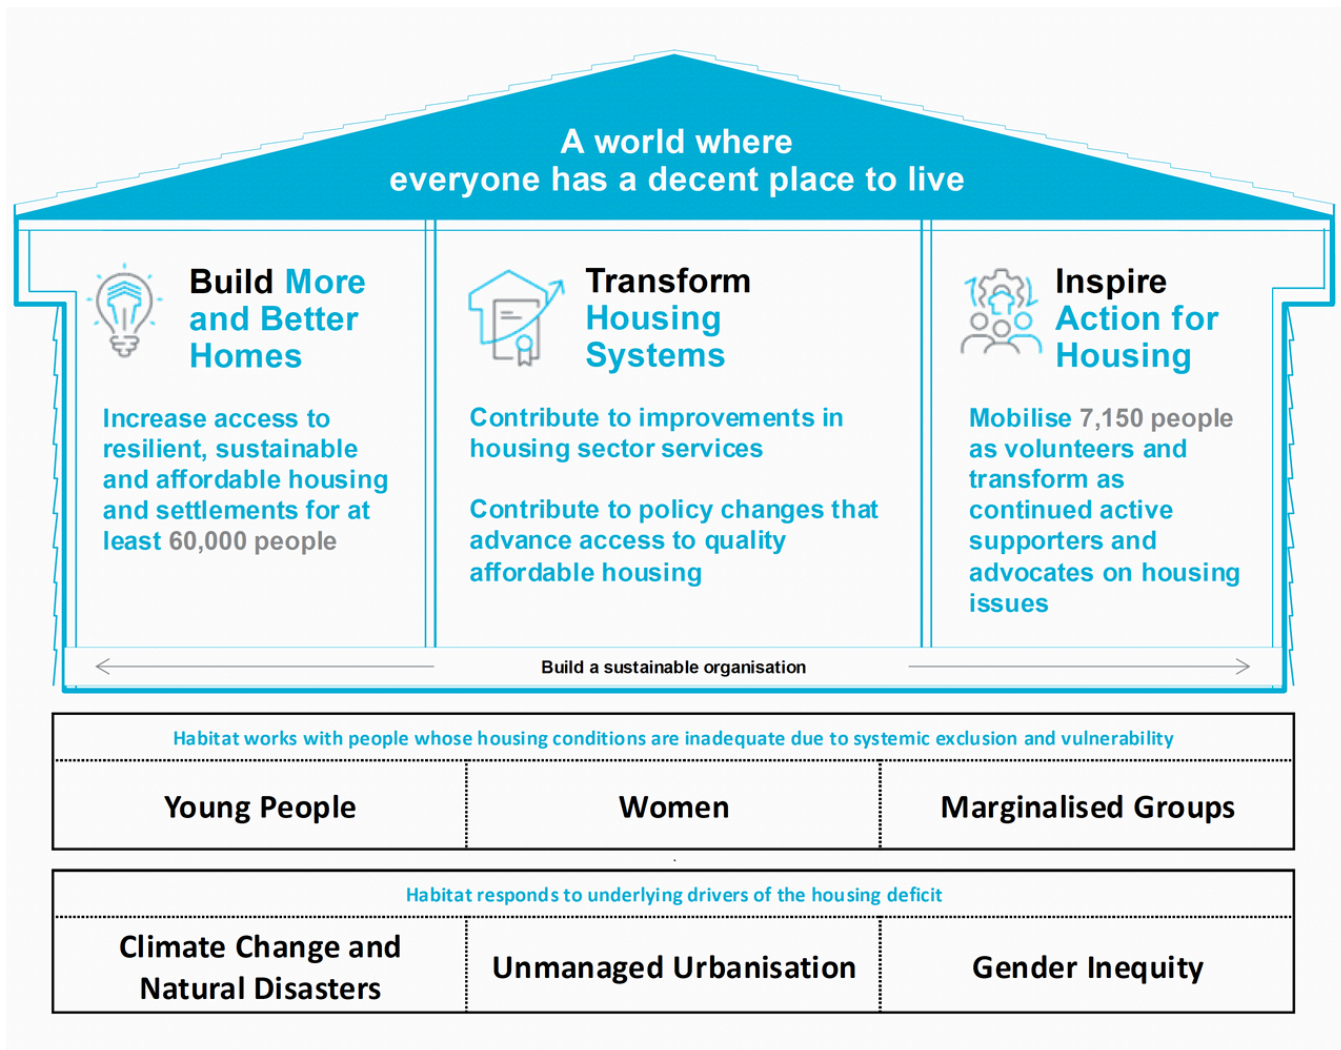 A world where
everyone has a decent place to live
Build More
and Better
Homes
Increase access to
resilient, sustainable
and affordable housing
and settlements for at
least 60,000 people
Transform
Housing
Systems
Contribute to improvements in
housing sector services
Contribute to policy changes that
advance access to quality
affordable housing
Inspire
Action for
Housing
Mobilise 7,150 people
as volunteers and
transform as
continued active
supporters and
advocates on housing
issues
Build a sustainable organisation
Habitat works with people whose housing conditions are inadequate due to systemic exclusion and vulnerability
Young People
Women
Marginalised Groups
.
Habitat responds to underlying drivers of the housing deficit
Climate Change and
Natural Disasters
Unmanaged Urbanisation
Gender Inequity